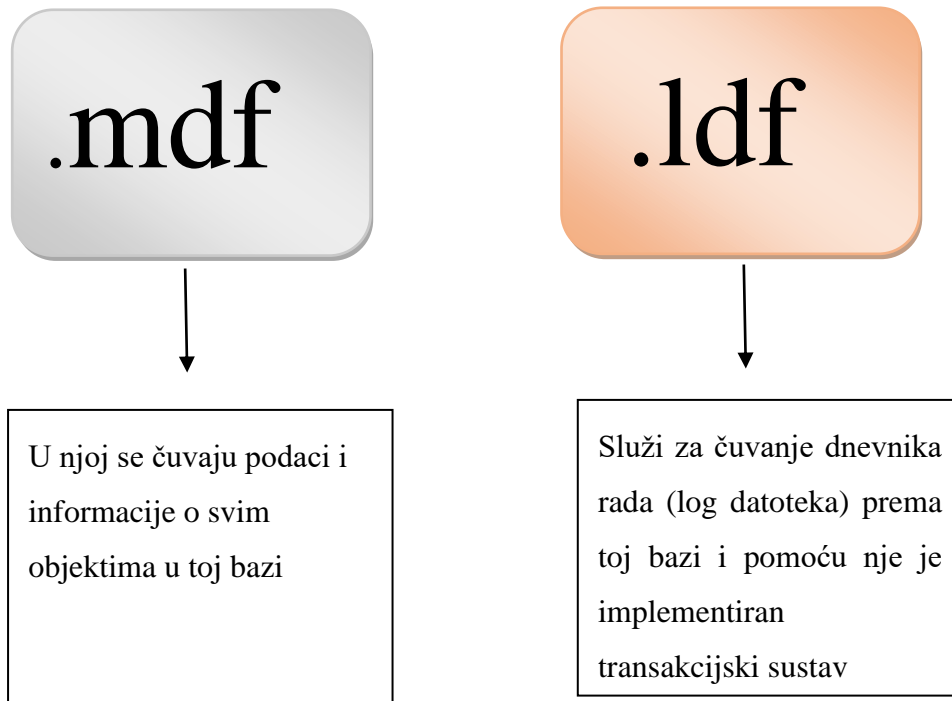 .mdf
.ldf
U njoj se čuvaju podaci i
informacije o svim
objektima u toj bazi
Služi za čuvanje dnevnika
rada (log datoteka) prema
toj bazi i pomoću nje je
implementiran
transakcijski sustav